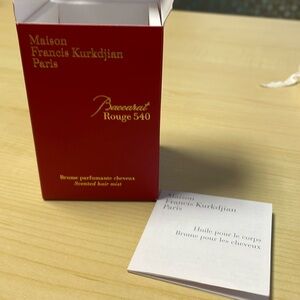 Maison
Francis Kurkdjian
Paris
Baccarat
Rouge 540
Brume parfumante cheveux
Scented hair mist
Maison
Francis Kurkdjian
Paris
Huile pour le corps
Brume pour les cheveux